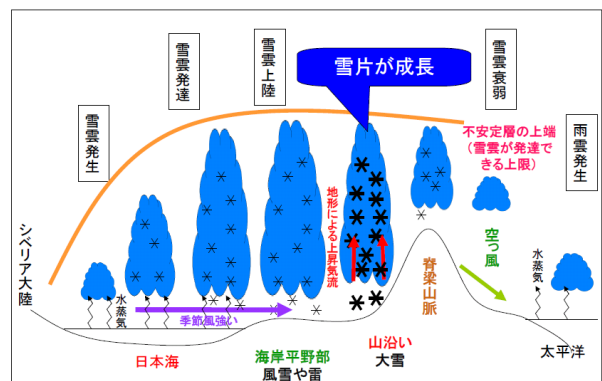 雪片が成長
雪雲発生
雪雲発達
雪雲上陸
雪雲衰弱
雨雲発生
不安定層の上端
（雪雲が発達で
きる上限）
シベリア大陸
水蒸気
季節風強い
地形による上昇気流
脊梁山脈
空っ風
水蒸気
日本海
海岸平野部
風雪や雷
山沿い
大雪
太平洋